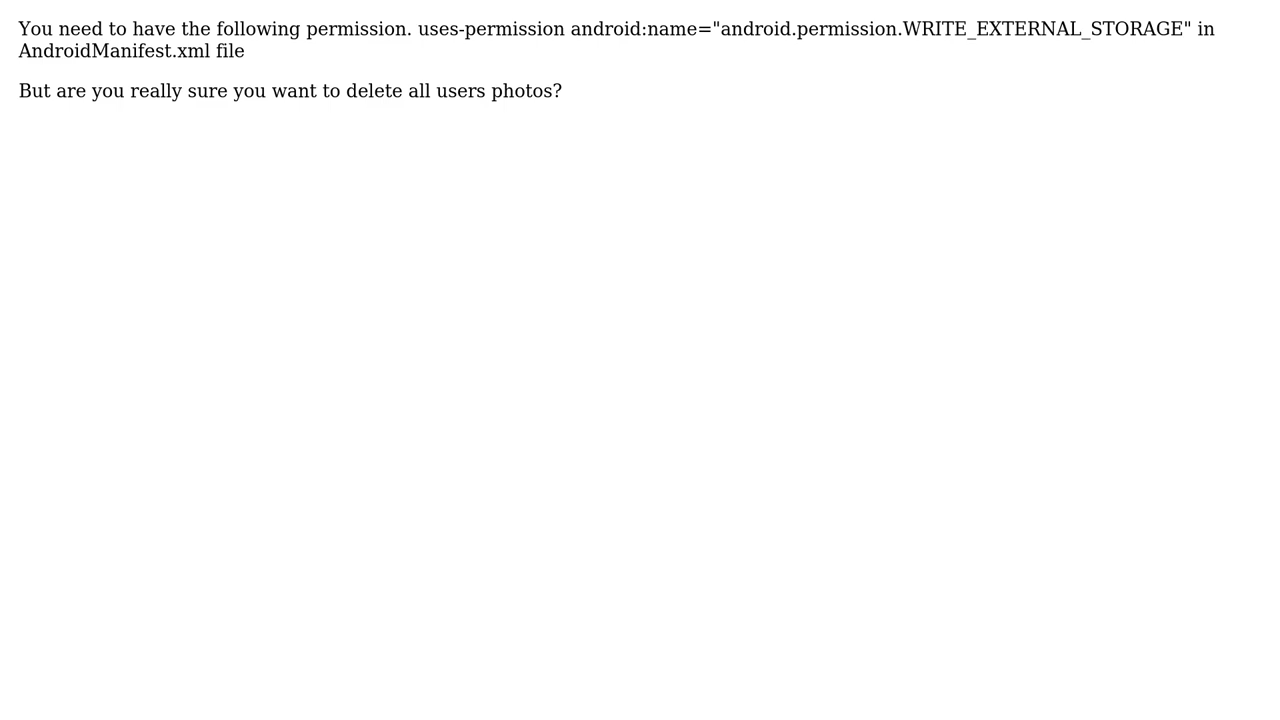 You need to have the following permission. uses-permission android:name="android.permission.WRITE_EXTERNAL_STORAGE" in
AndroidManifest.xml file
But are you really sure you want to delete all users photos?